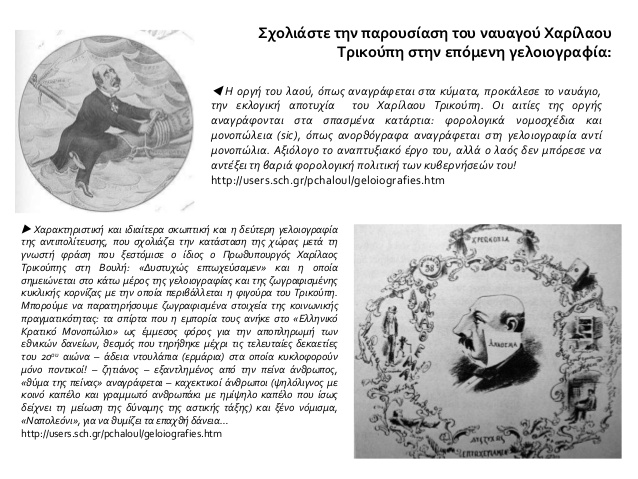 Σχολιάστε την παρουσίαση του ναυαγού Χαρίλαου
Τρικούπη στην επόμενη γελοιογραφία:
◀ Η οργή του λαού, όπως αναγράφεται στα κύματα, προκάλεσε το ναυάγιο,
την εκλογική αποτυχία του Χαρίλαου Τρικούπη. Οι αιτίες της οργής
αναγράφονται στα σπασμένα κατάρτια: φορολογικά νομοσχέδια και
μονοπώλεια (sic), όπως ανορθόγραφα αναγράφεται στη γελοιογραφία αντί
μονοπώλια. Αξιόλογο το αναπτυξιακό έργο του, αλλά ο λαός δεν μπόρεσε να
αντέξει τη βαριά φορολογική πολιτική των κυβερνήσεών του!
http://users.sch.gr/pchaloul/geloiografies.htm
▶ Χαρακτηριστική και ιδιαίτερα σκωπτική και η δεύτερη γελοιογραφία
της αντιπολίτευσης, που σχολιάζει την κατάσταση της χώρας μετά τη
γνωστή φράση που ξεστόμισε ο ίδιος ο Πρωθυπουργός Χαρίλαος
Τρικούπης στη Βουλή: «Δυστυχώς επτωχεύσαμεν» και η οποία
σημειώνεται στο κάτω μέρος της γελοιογραφίας και της ζωγραφισμένης
κυκλικής κορνίζας με την οποία περιβάλλεται η φιγούρα του Τρικούπη.
Μπορούμε να παρατηρήσουμε ζωγραφισμένα στοιχεία της κοινωνικής
πραγματικότητας: τα σπίρτα που η εμπορία τους ανήκε στο «Ελληνικό
Κρατικό Μονοπώλιο» ως έμμεσος φόρος για την αποπληρωμή των
εθνικών δανείων, θεσμός που τηρήθηκε μέχρι τις τελευταίες δεκαετίες
του 20ου αιώνα – άδεια ντουλάπια (ερμάρια) στα οποία κυκλοφορούν
μόνο ποντικοί! – ζητιάνος – εξαντλημένος από την πείνα άνθρωπος,
«θύμα της πείνας» αναγράφεται – καχεκτικοί άνθρωποι (ψηλόλιγνος με
κοινό καπέλο και γραμμωτό ανθρωπάκι με ημίψηλο καπέλο που ίσως
δείχνει τη μείωση της δύναμης της αστικής τάξης) και ξένο νόμισμα,
«Ναπολεόνι», για να θυμίζει τα επαχθή δάνεια...
http://users.sch.gr/pchaloul/geloiografies.htm
ΧΡΕΩΚΟΠΙΑ